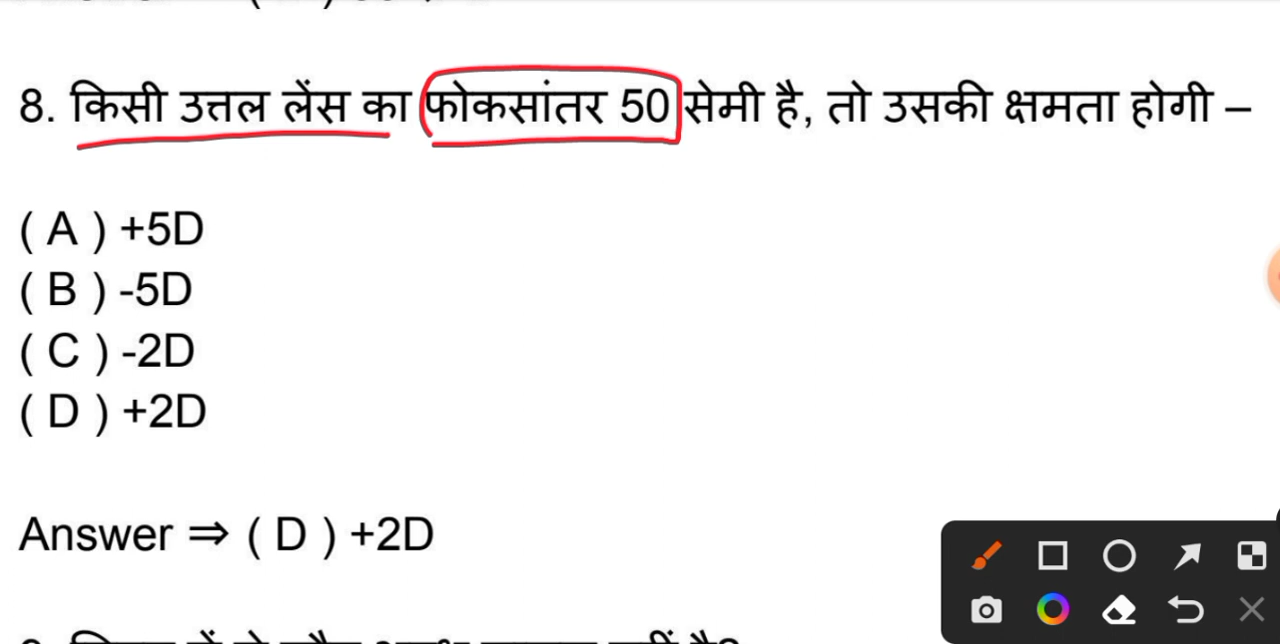 8. किसी उत्तल लेंस का फोकसांतर 50 सेमी है, तो उसकी क्षमता होगी –
( A ) +5D
( B ) -5D
( C ) -2D
( D ) +2D
Answer ⇒ ( D ) +2D